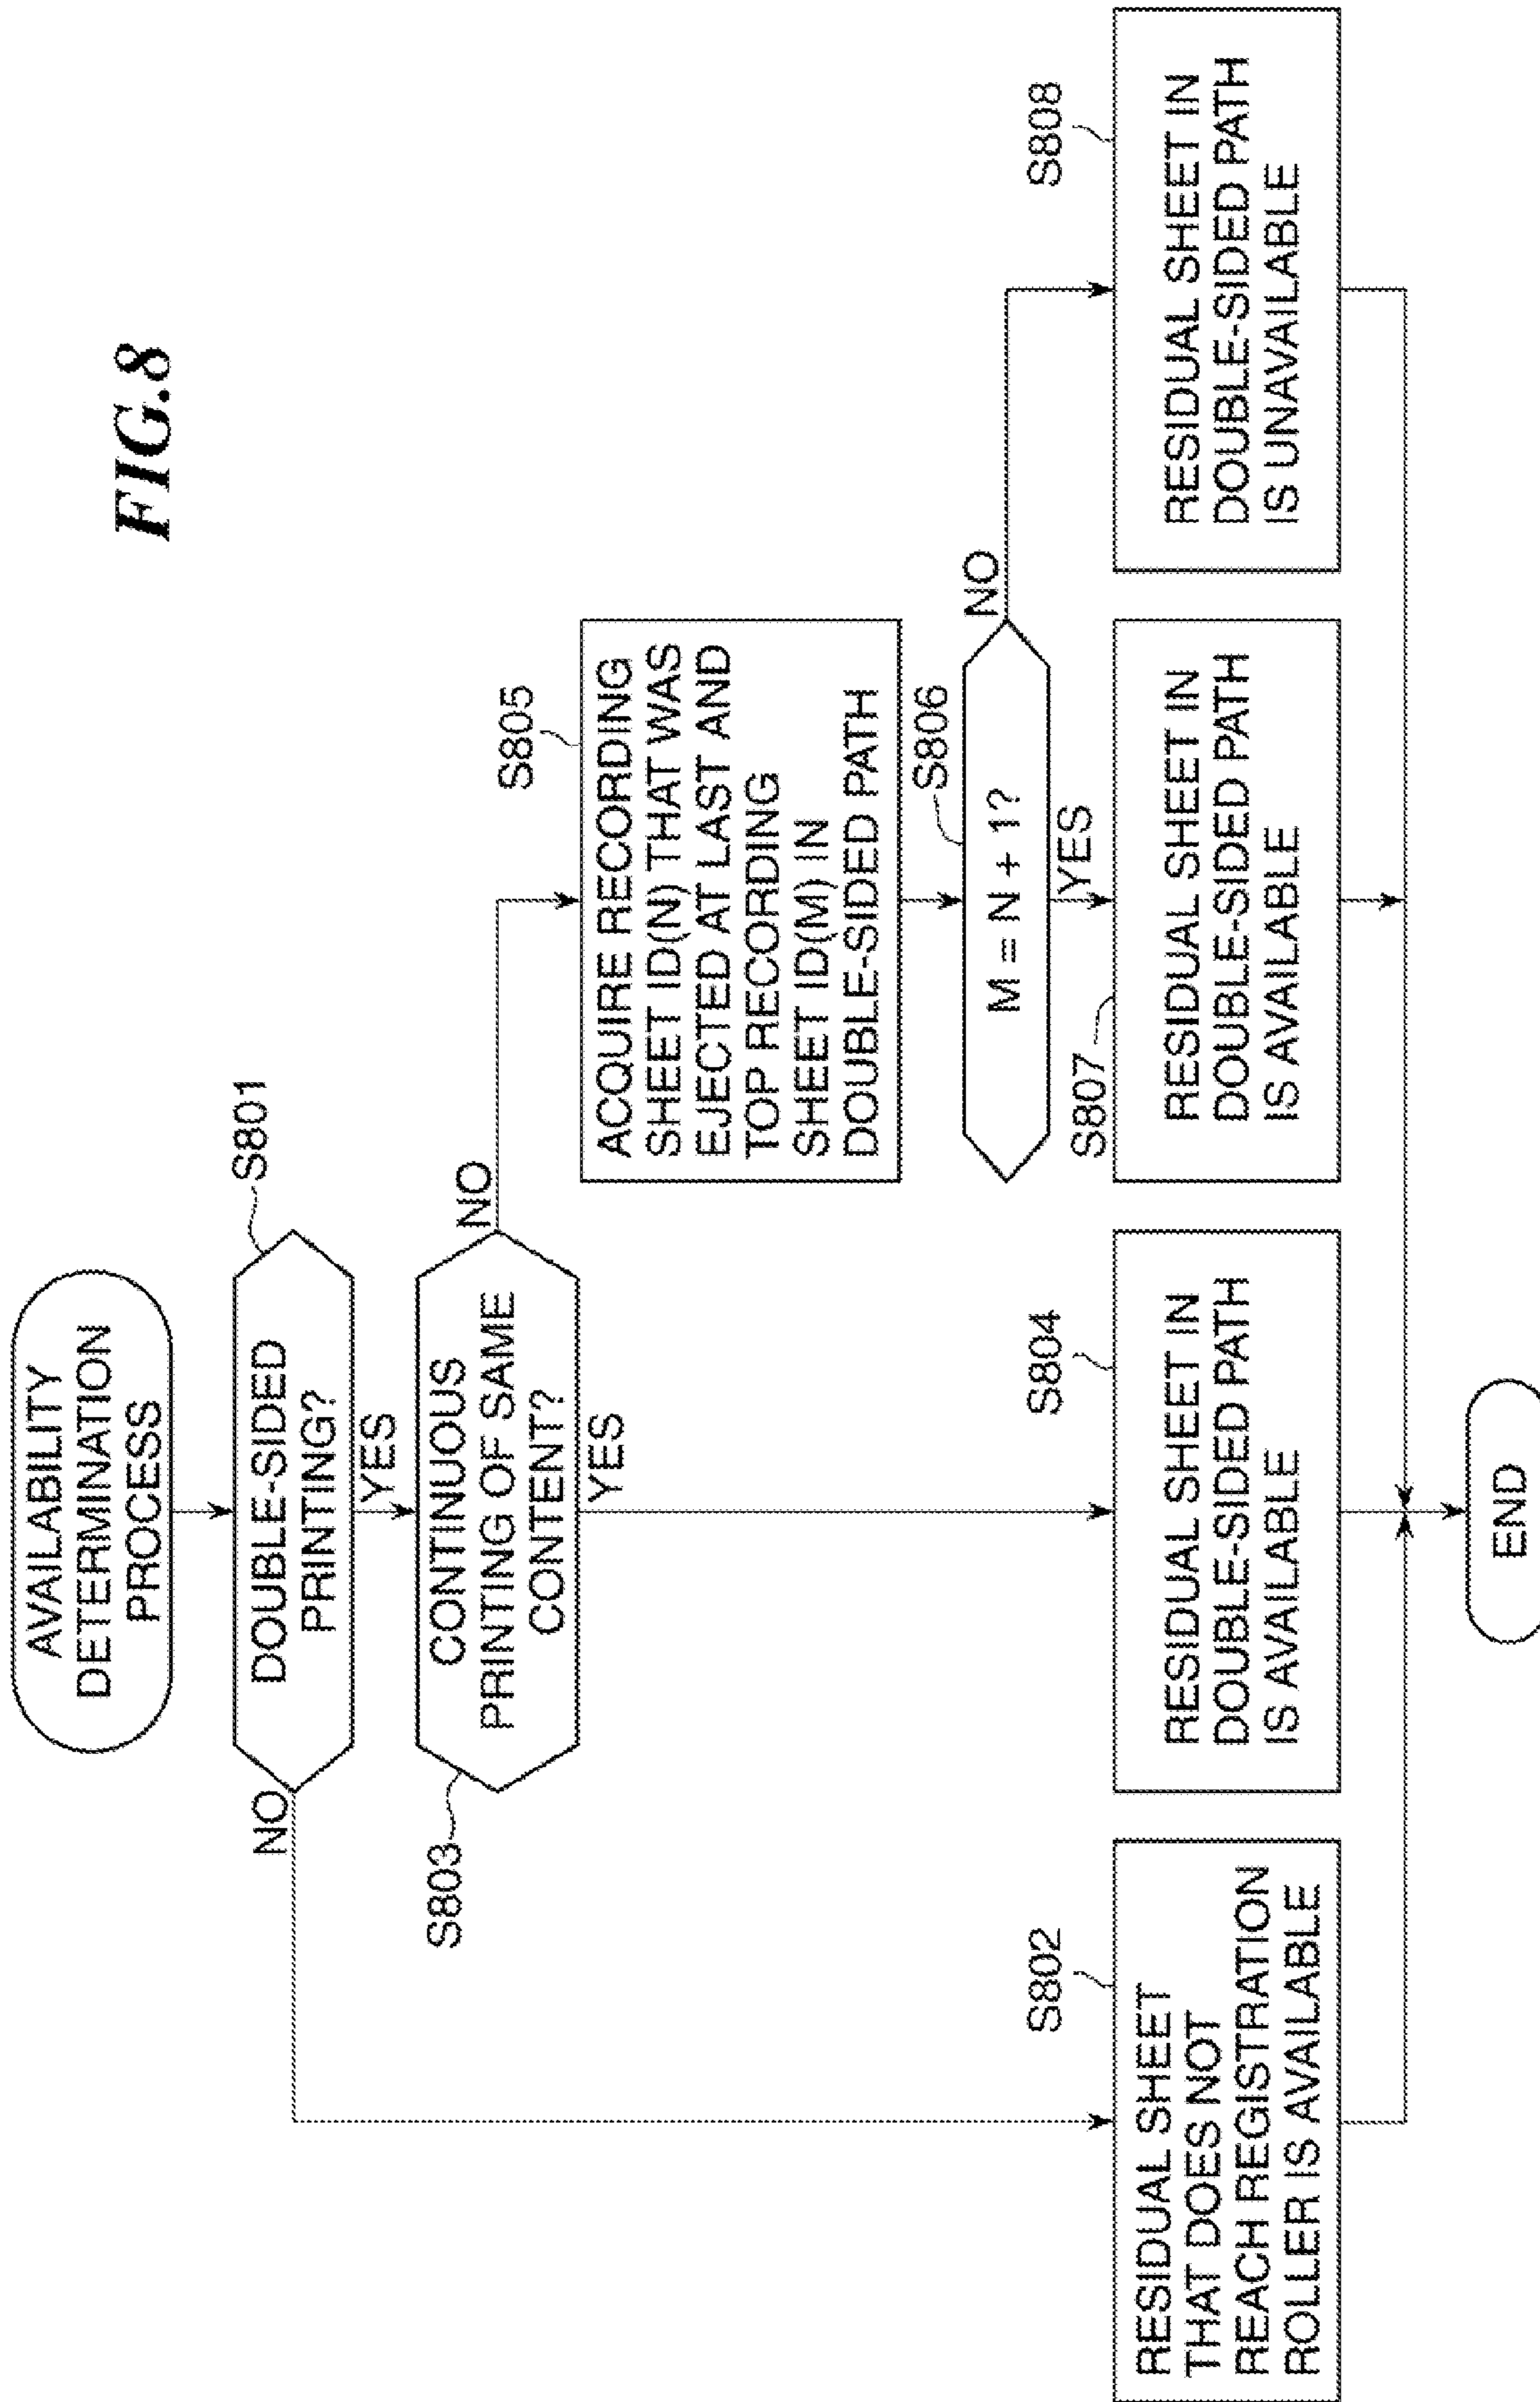 FIG.8
AVAILABILITY
DETERMINATION
PROCESS
S801
DOUBLE-SIDED
PRINTING?
NO
YES
S803
CONTINUOUS
PRINTING OF SAME
CONTENT?
NO
YES
S805
ACQUIRE RECORDING
SHEET ID(N) THAT WAS
EJECTED AT LAST AND
TOP RECORDING
SHEET ID(M) IN
DOUBLE-SIDED PATH
S806
M = N + 1?
NO
YES
S802
RESIDUAL SHEET
THAT DOES NOT
REACH REGISTRATION
ROLLER IS AVAILABLE
S804
RESIDUAL SHEET IN
DOUBLE-SIDED PATH
IS AVAILABLE
S807
RESIDUAL SHEET IN
DOUBLE-SIDED PATH
IS AVAILABLE
S808
RESIDUAL SHEET IN
DOUBLE-SIDED PATH
IS UNAVAILABLE
END